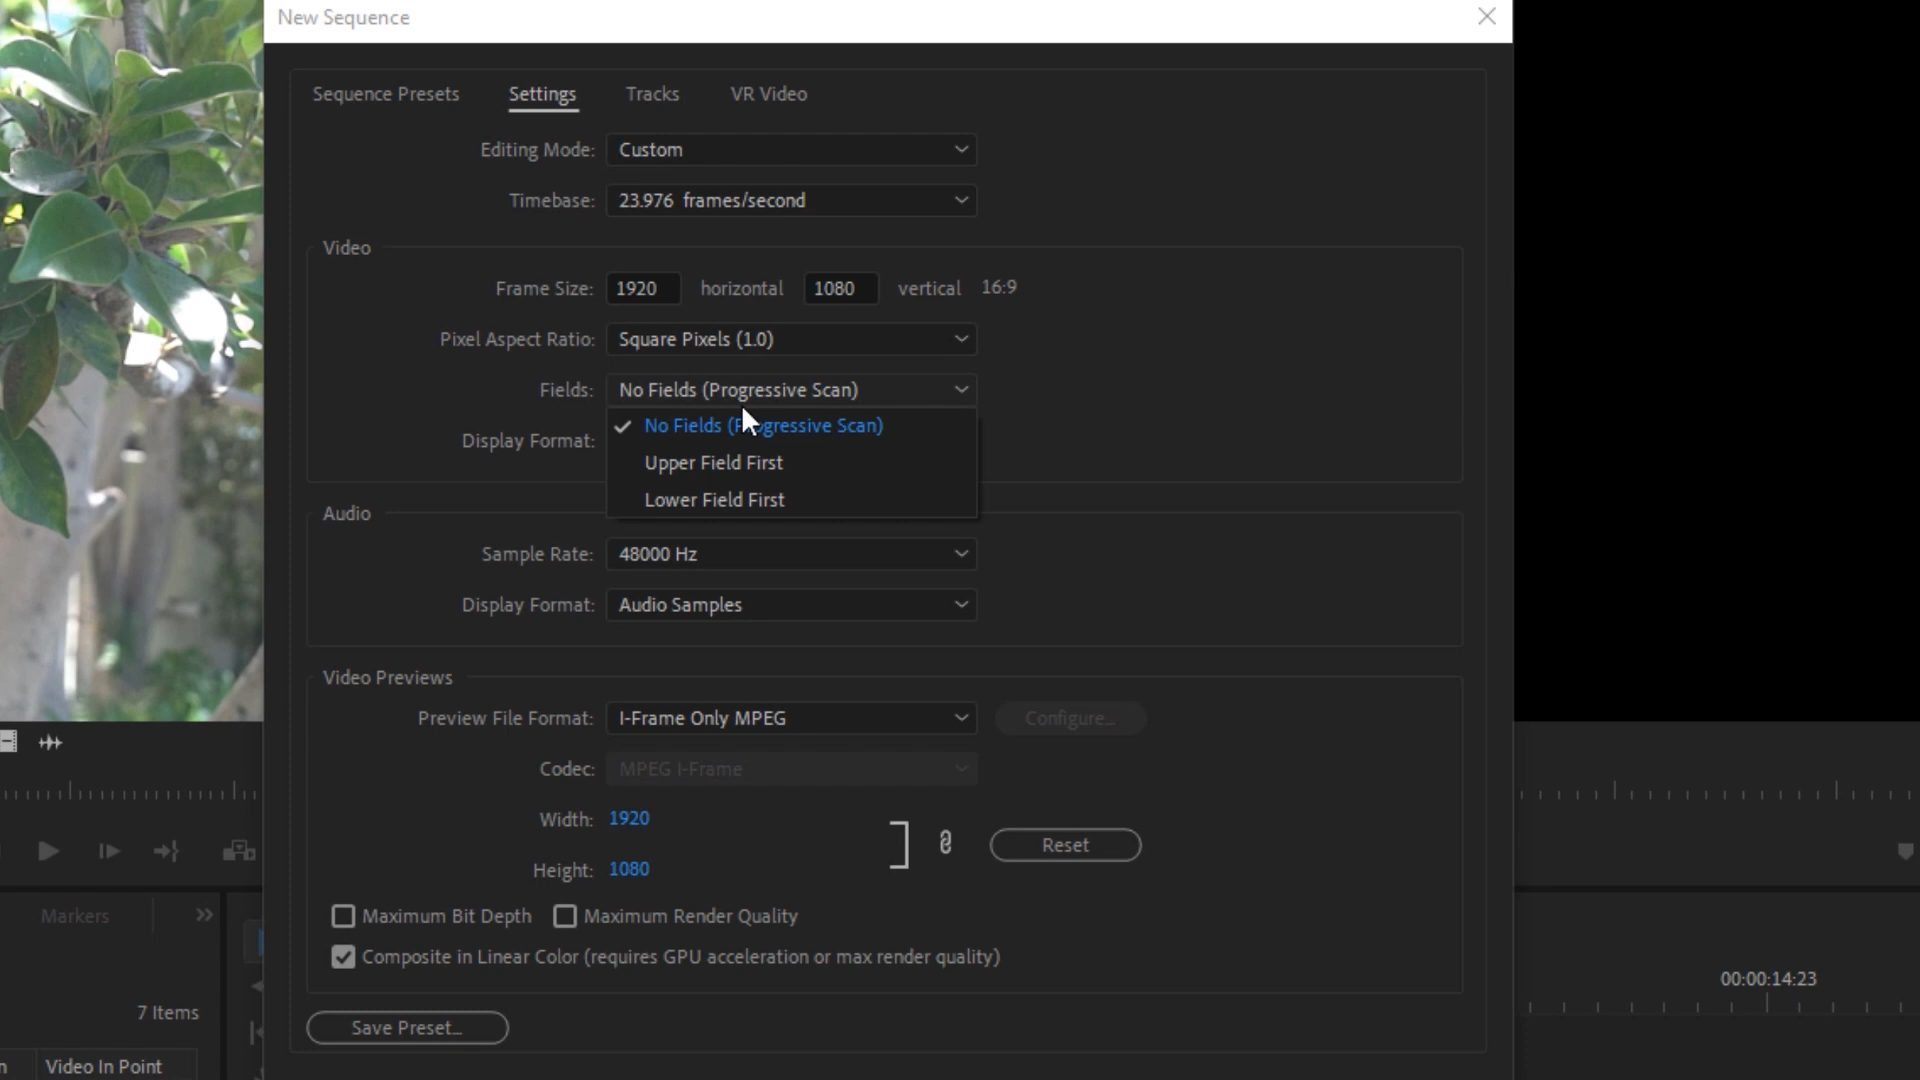 New Sequence
Sequence Presets Settings Tracks VR Video
Editing Mode: Custom
Timebase: 23.976 frames/second
Video
Frame Size: 1920 horizontal 1080 vertical 16:9
Pixel Aspect Ratio: Square Pixels (1.0)
Fields: No Fields (Progressive Scan)
No Fields (Progressive Scan)
Display Format:
Upper Field First
Lower Field First
Audio
Sample Rate: 48000 Hz
Display Format: Audio Samples
Video Previews
Preview File Format: I-Frame Only MPEG Configure...
Codec: MPEG I-Frame
Width: 1920
Reset
Height: 1080
Markers
Maximum Bit Depth Maximum Render Quality
Composite in Linear Color (requires GPU acceleration or max render quality)
00:00:14:23
7 Items
Save Preset...
n Video In Point